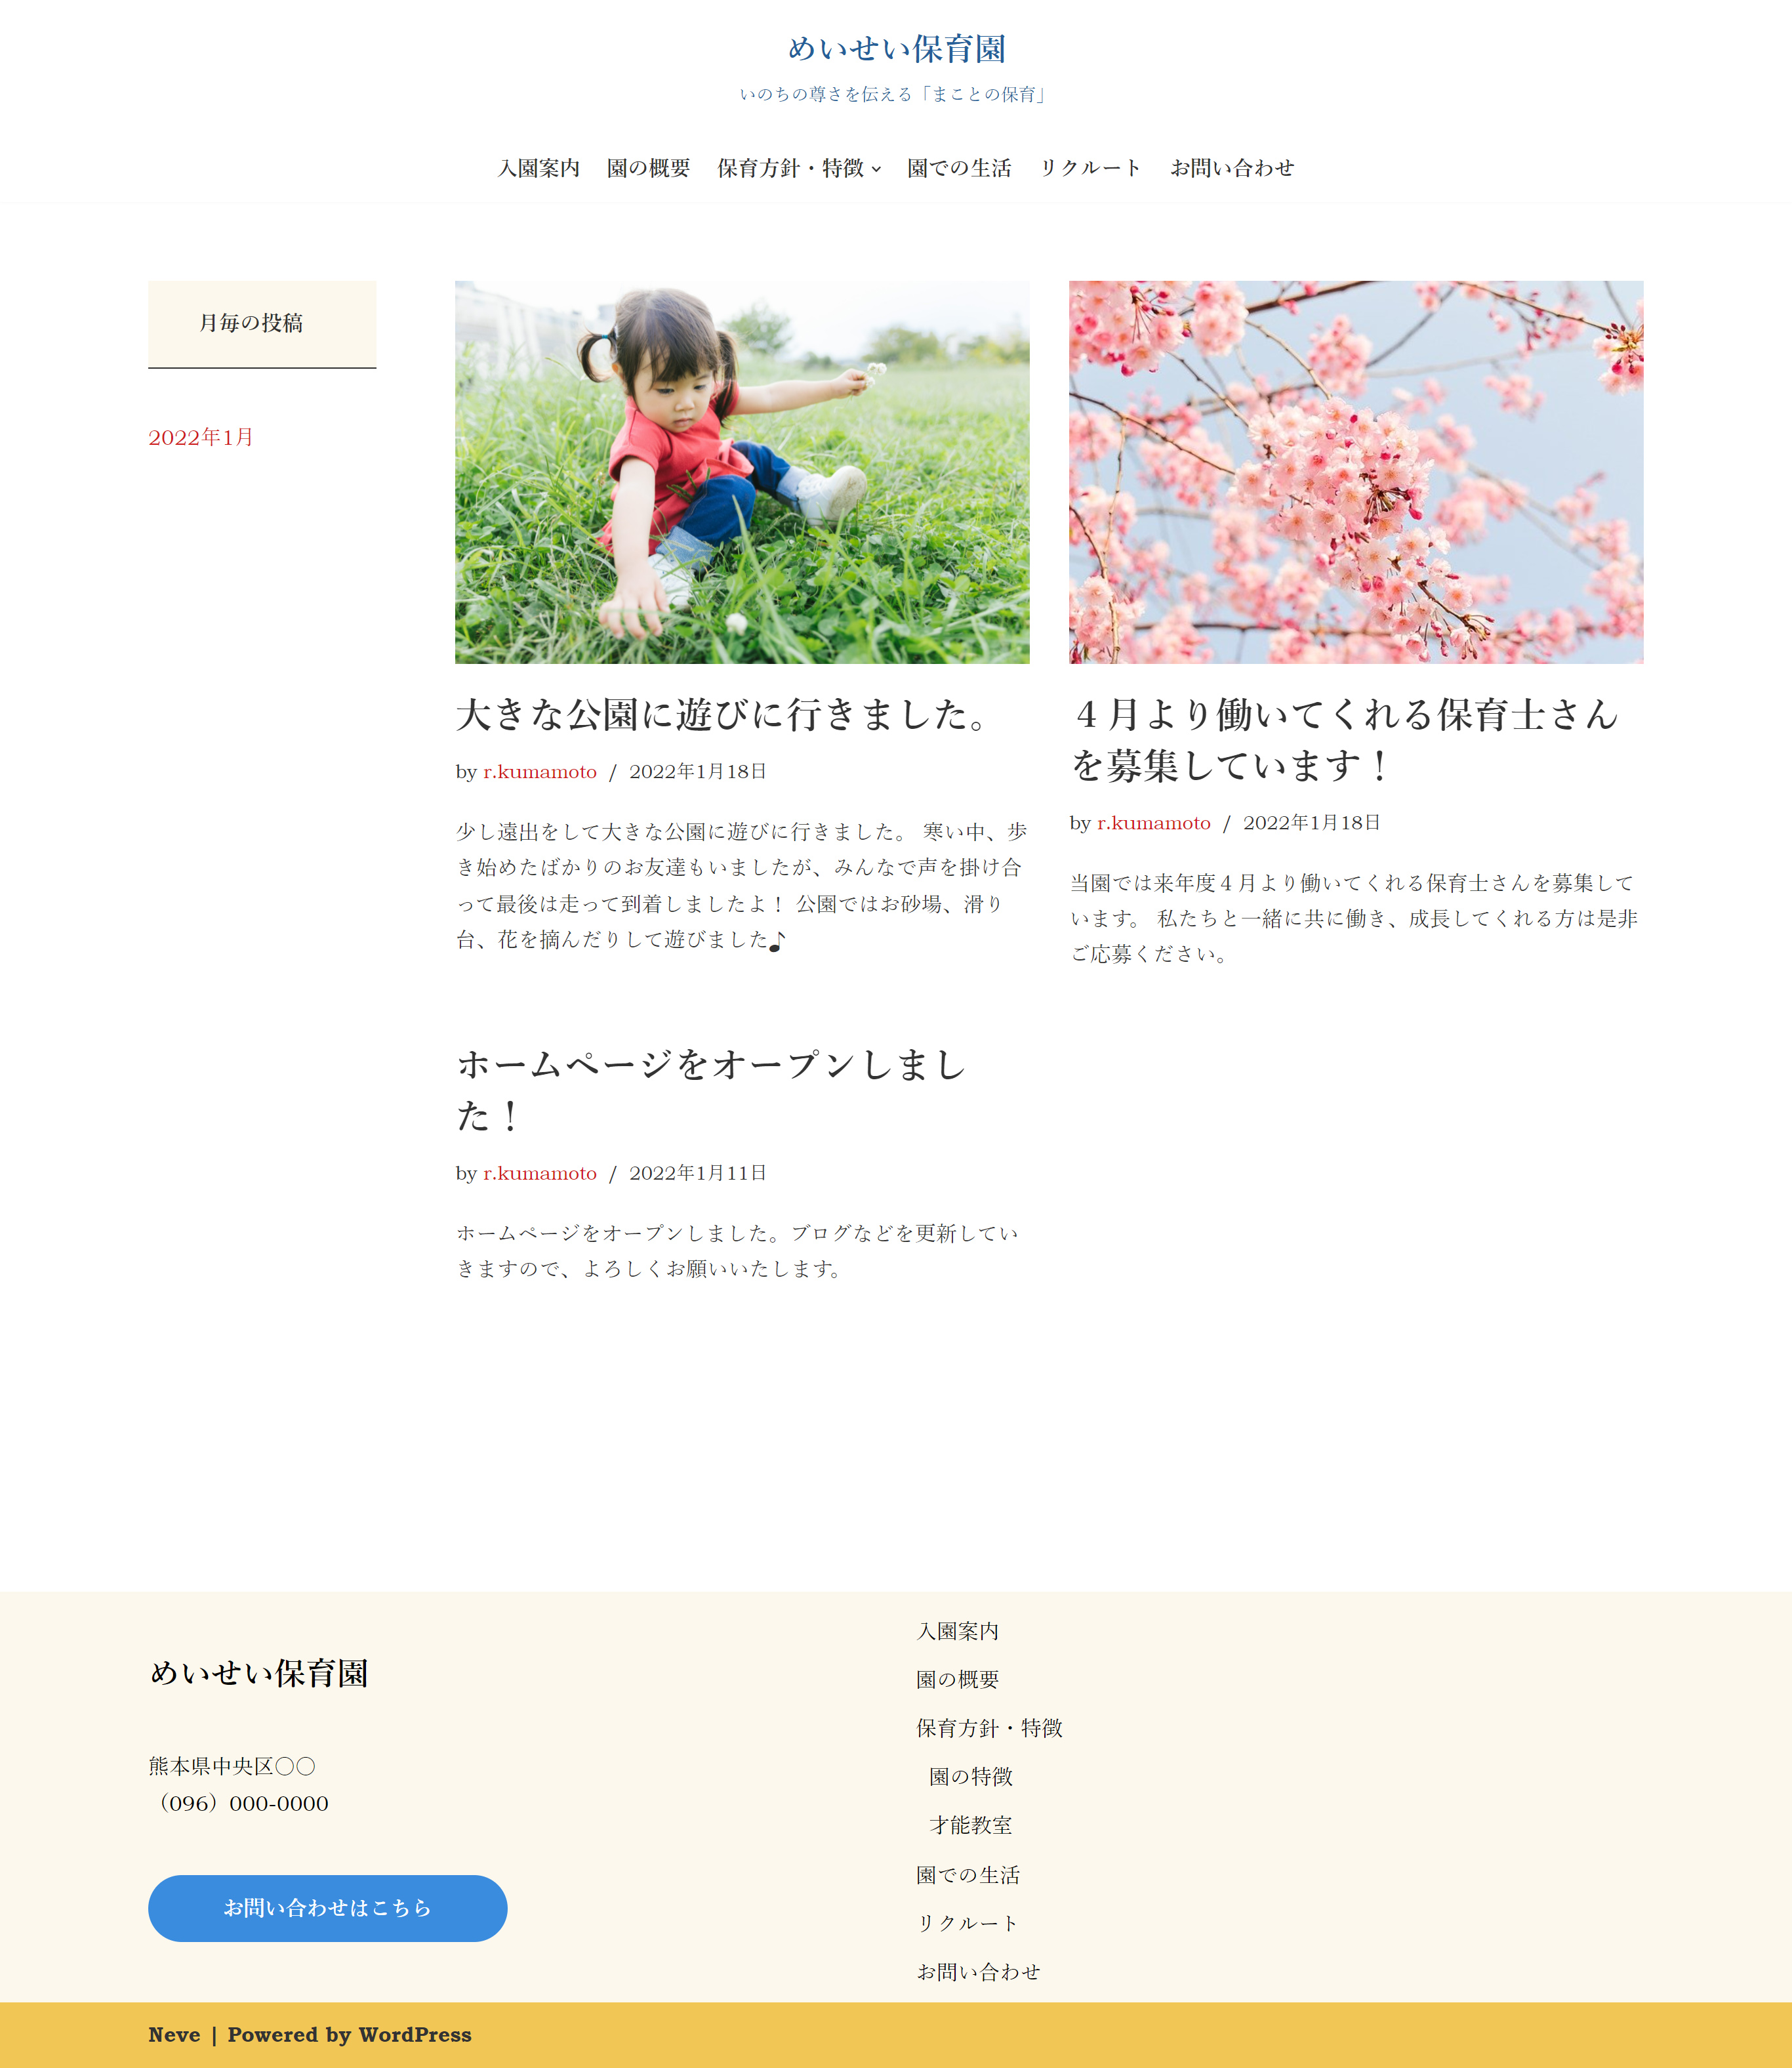 めいせい保育園
いのちの尊さを伝える「まことの保育」
入園案内 園の概要 保育方針・特徴 園での生活 リクルート お問い合わせ
月毎の投稿
2022年1月
大きな公園に遊びに行きました。
by r.kumamoto / 2022年1月18日
少し遠出をして大きな公園に遊びに行きました。 寒い中、歩
き始めたばかりのお友達もいましたが、みんなで声を掛け合
って最後は走って到着しましたよ！ 公園ではお砂場、滑り
台、花を摘んだりして遊びました♪
４月より働いてくれる保育士さん
を募集しています！
by r.kumamoto / 2022年1月18日
当園では来年度４月より働いてくれる保育士さんを募集して
います。 私たちと一緒に共に働き、成長してくれる方は是非
ご応募ください。
ホームページをオープンしまし
た！
by r.kumamoto / 2022年1月11日
ホームページをオープンしました。ブログなどを更新してい
きますので、よろしくお願いいたします。
めいせい保育園
熊本県中央区〇〇
（096）000-0000
お問い合わせはこちら
入園案内
園の概要
保育方針・特徴
園の特徴
才能教室
園での生活
リクルート
お問い合わせ
Neve | Powered by WordPress